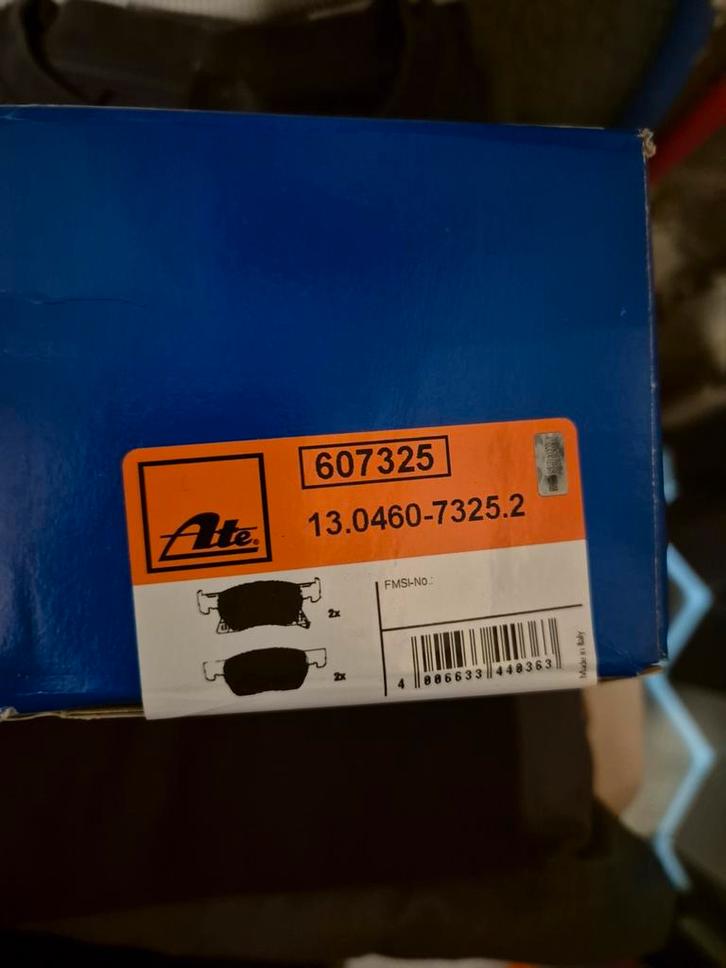 607325
Ate
13.0460-7325.2
2x
FMSI-No.:
2x
4 006633 440363
Made in Italy